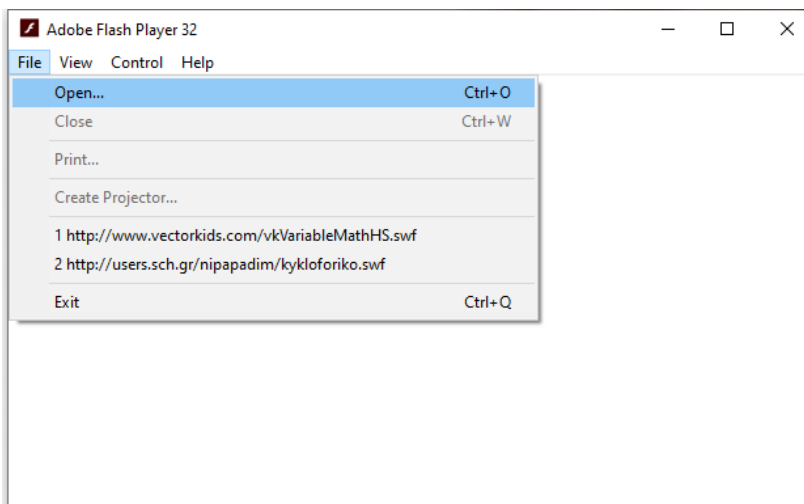 Adobe Flash Player 32
File View Control Help
Open... Ctrl+O
Close Ctrl+W
Print...
Create Projector...
1 http://www.vectorkids.com/vkVariableMathHS.swf
2 http://users.sch.gr/nipapadim/kykloforiko.swf
Exit Ctrl+Q